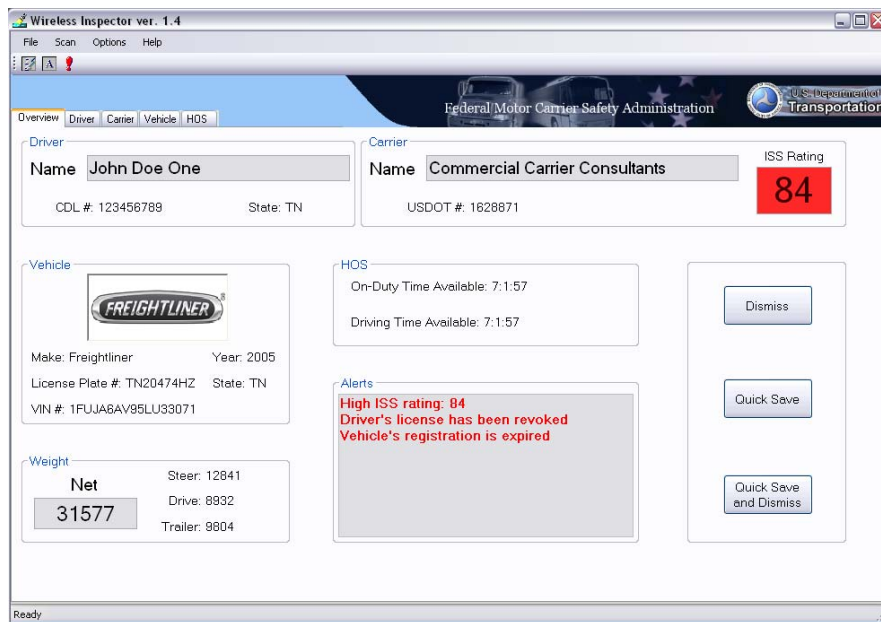 Wireless Inspector ver. 1.4
File Scan Options Help
A
Federal Motor Carrier Safety Administration
U.S. Department of
Transportation
Overview Driver Carrier Vehicle HOS
Driver
Name John Doe One
CDL #: 123456789 State: TN
Carrier
Name Commercial Carrier Consultants
USDOT #: 1628871
ISS Rating
84
Vehicle
FREIGHTLINER
Make: Freightliner Year: 2005
License Plate #: TN20474HZ State: TN
VIN #: 1FUJA6AV95LU33071
Weight
Net
31577
Steer: 12841
Drive: 8932
Trailer: 9804
HOS
On-Duty Time Available: 7:1:57
Driving Time Available: 7:1:57
Alerts
High ISS rating: 84
Driver's license has been revoked
Vehicle's registration is expired
Dismiss
Quick Save
Quick Save
and Dismiss
Ready